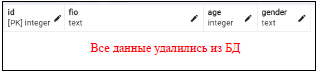 id fio age gender
[PK] integer text integer text
Все данные удалились из БД